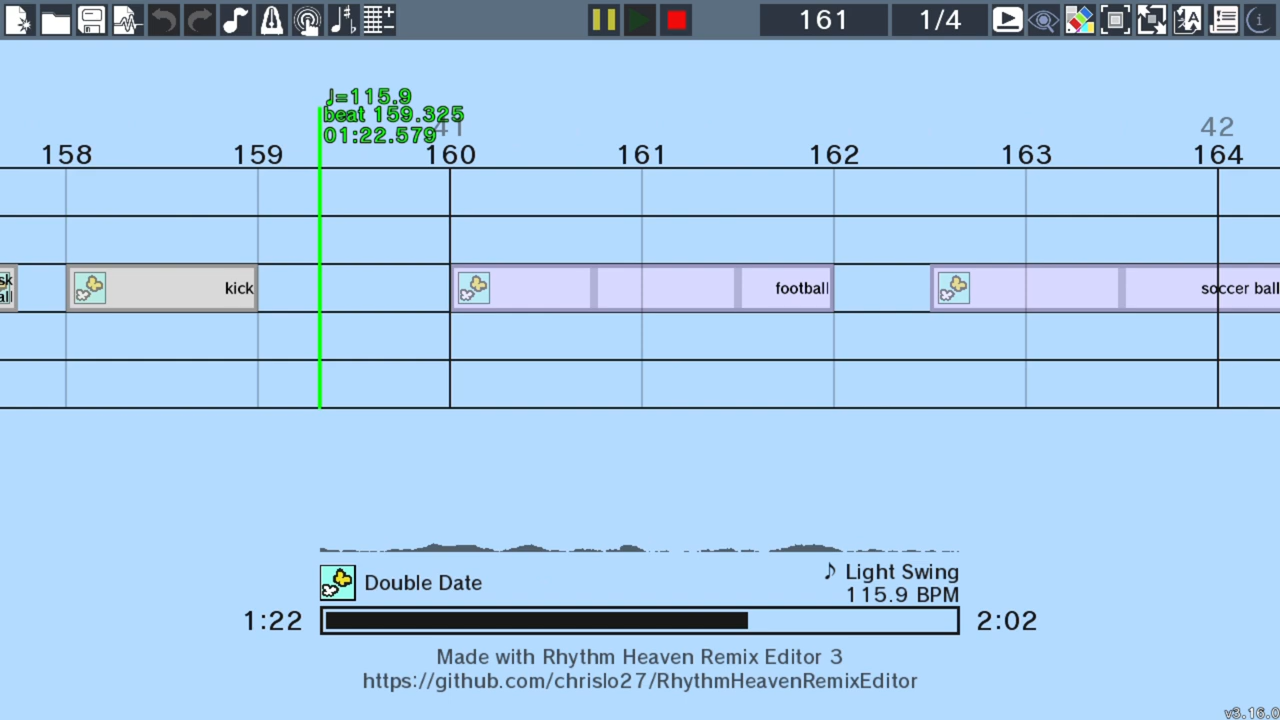 161
1/4
♩=115.9
beat 159.325
01:22.579
41
42
158
159
160
161
162
163
164
sk
all
kick
football
soccer ball
Double Date
♪ Light Swing
115.9 BPM
1:22
2:02
Made with Rhythm Heaven Remix Editor 3
https://github.com/chrislo27/RhythmHeavenRemixEditor
v3.16.0